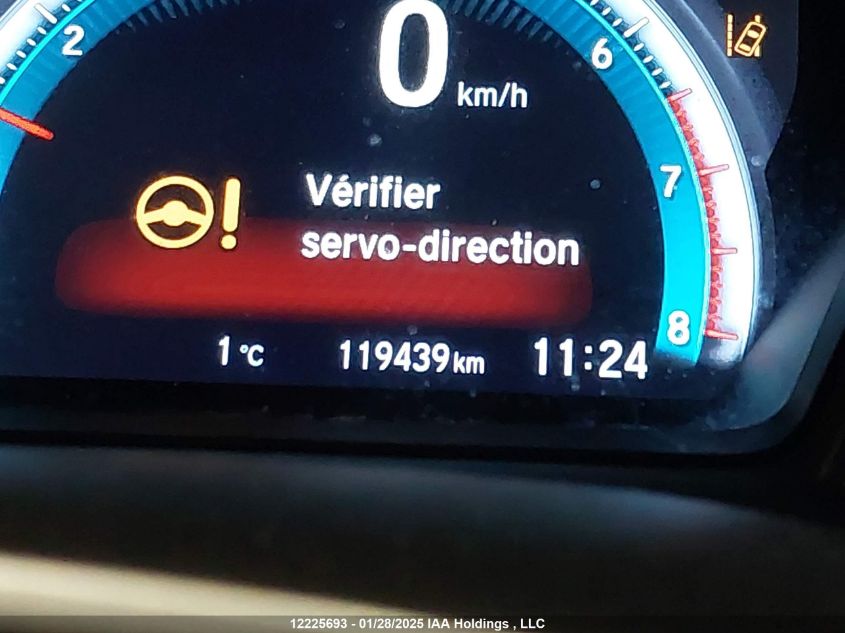 0 km/h
2
6
7
8
Vérifier
servo-direction
1 °C 119439 km 11:24
12225693 - 01/28/2025 IAA Holdings , LLC